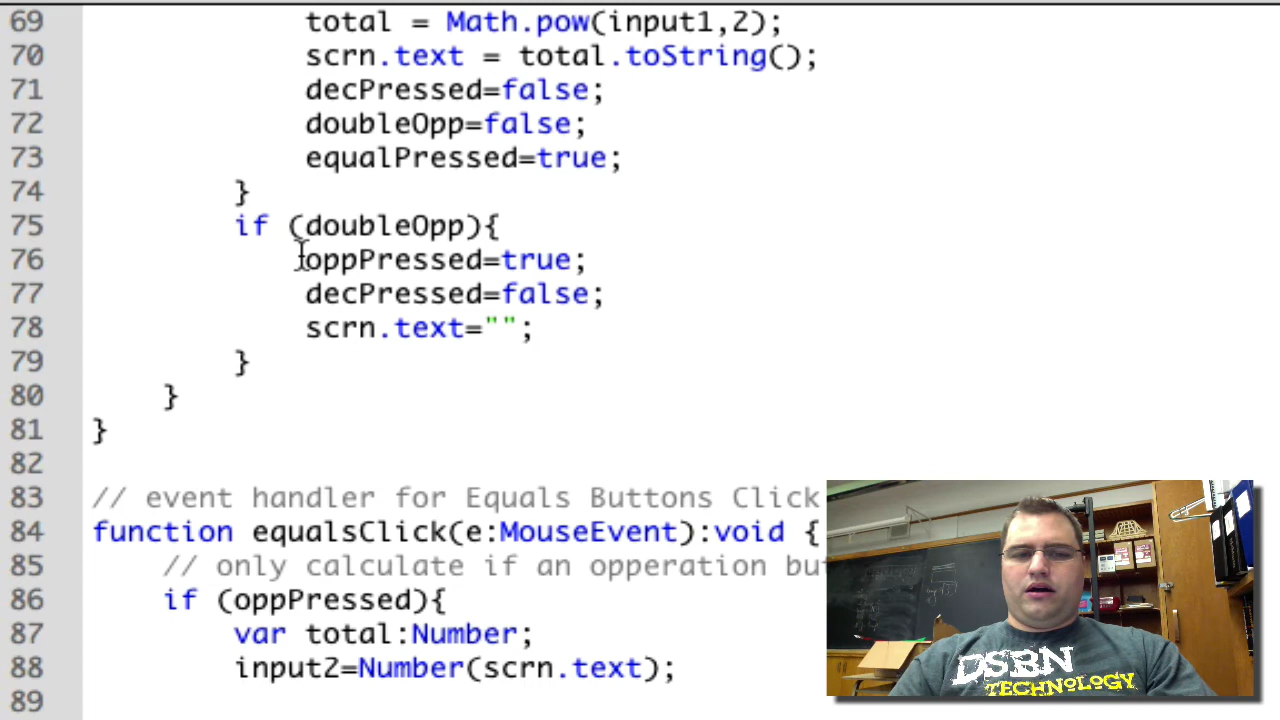 69 total = Math.pow(input1,2);
70 scrn.text = total.toString();
71 decPressed=false;
72 doubleOpp=false;
73 equalPressed=true;
74 }
75 if (doubleOpp){
76 oppPressed=true;
77 decPressed=false;
78 scrn.text="";
79 }
80 }
81 }
82
83 // event handler for Equals Buttons Click
84 function equalsClick(e:MouseEvent):void {
85 // only calculate if an opperation but
86 if (oppPressed){
87 var total:Number;
88 input2=Number(scrn.text);
89
DSBN
TECHNOLOGY